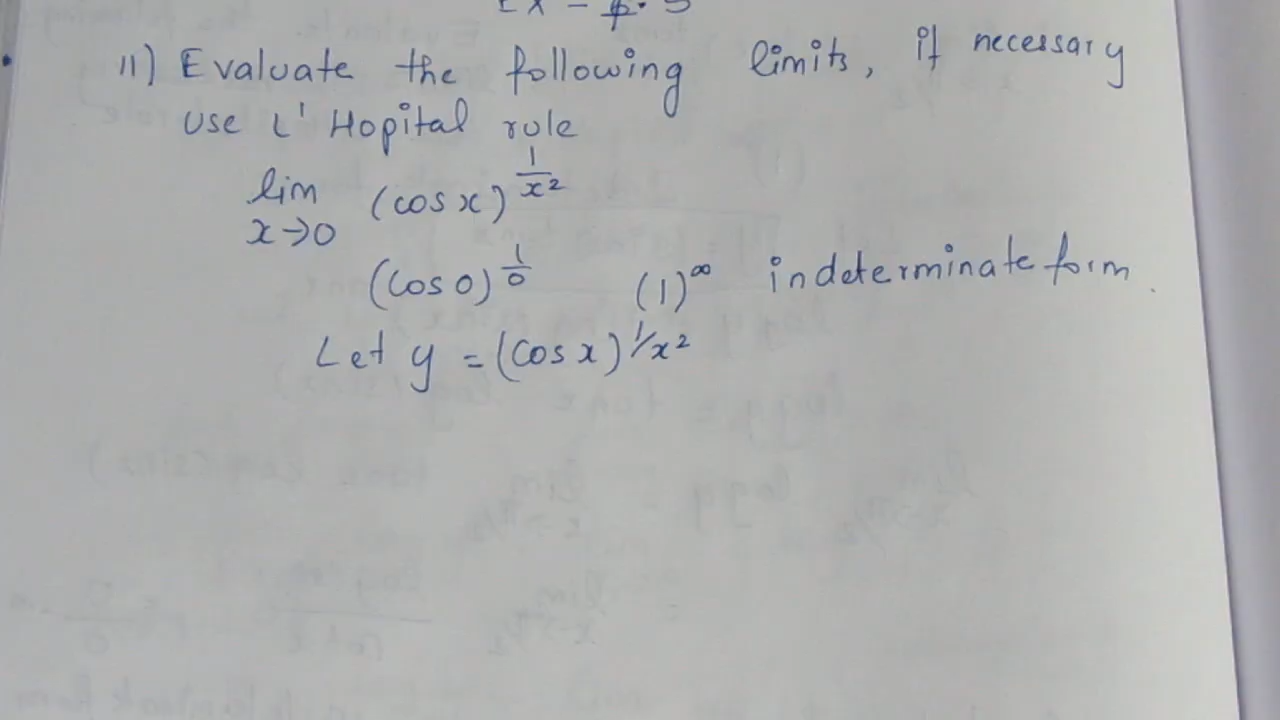 11) Evaluate the following limits, if necessary
use L' Hopital rule
lim x→0 (cos x)^(1/x²)
(cos 0)^(1/0) (1)^∞ indeterminate form.
Let y = (cos x)^(1/x²)